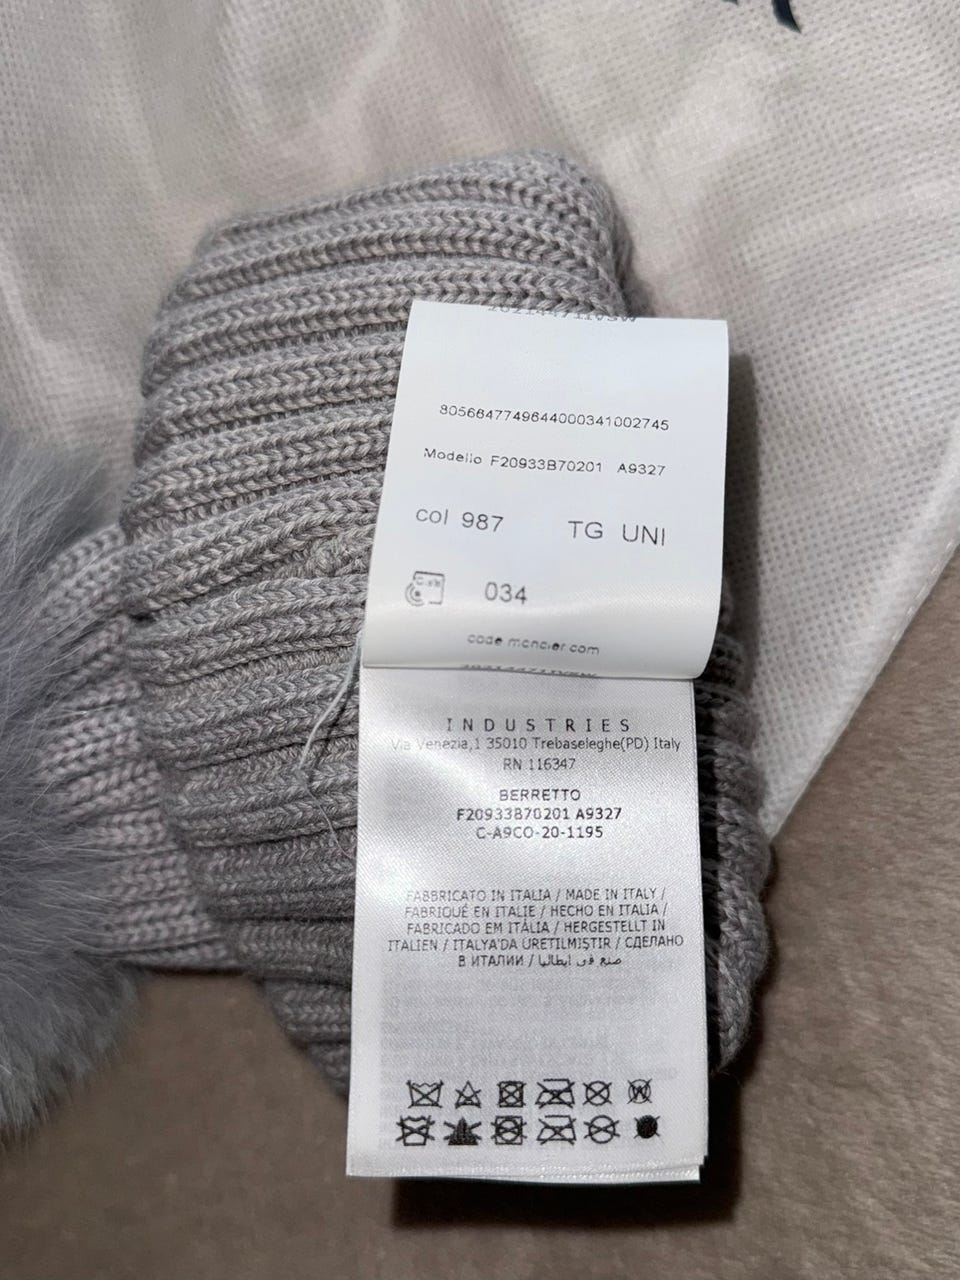 805664774964400034 1002745
Modello F20933B70201 A9327
col 987 TG UNI
034
code.moncler.com
INDUSTRIES
Via Venezia,1 35010 Trebaseleghe(PD) Italy
RN 116347
BERRETTO
F20933B70201 A9327
C-A9CO-20-1195
FABBRICATO IN ITALIA / MADE IN ITALY /
FABRIQUÉ EN ITALIE / HECHO EN ITALIA /
FABRICADO EM ITÁLIA / HERGESTELLT IN
ITALIEN / ITALYA'DA ÜRETILMIŞTIR / СДЕЛАНО
В ИТАЛИИ / صنع في ايطاليا